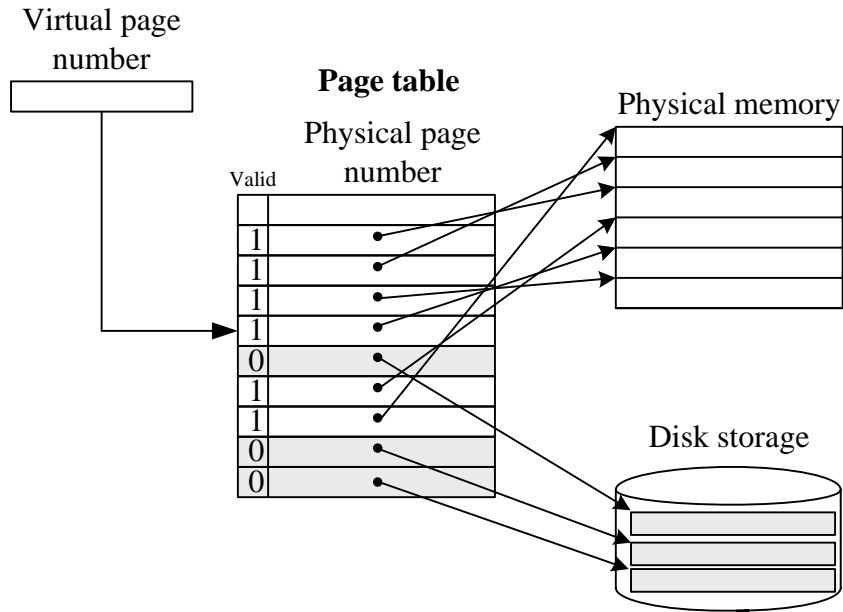 Virtual page
number
Page table
Physical page
number
Valid
1
1
1
1
0
1
1
0
0
Physical memory
Disk storage